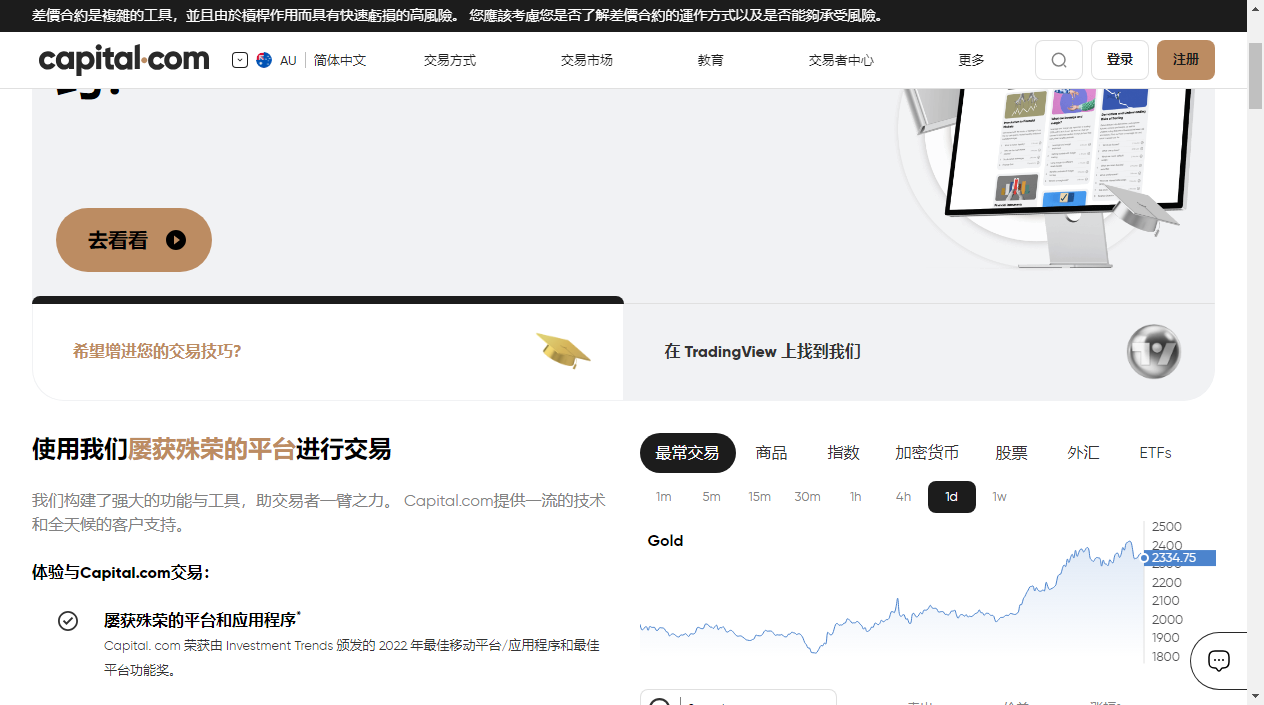 差價合約是複雜的工具，並且由於槓桿作用而具有快速虧損的高風險。 您應該考慮您是否了解差價合約的運作方式以及是否能夠承受風險。
capital.com
AU
简体中文
交易方式
交易市场
教育
交易者中心
更多
登录
注册
去看看
希望增进您的交易技巧?
在 TradingView 上找到我们
使用我们屡获殊荣的平台进行交易
我们构建了强大的功能与工具，助交易者一臂之力。 Capital.com提供一流的技术
和全天候的客户支持。
体验与Capital.com交易：
屡获殊荣的平台和应用程序*
Capital. com 荣获由 Investment Trends 颁发的 2022 年最佳移动平台/应用程序和最佳
平台功能奖。
最常交易
商品
指数
加密货币
股票
外汇
ETFs
1m
5m
15m
30m
1h
4h
1d
1w
Gold
2500
2400
2334.75
2200
2100
2000
1900
1800